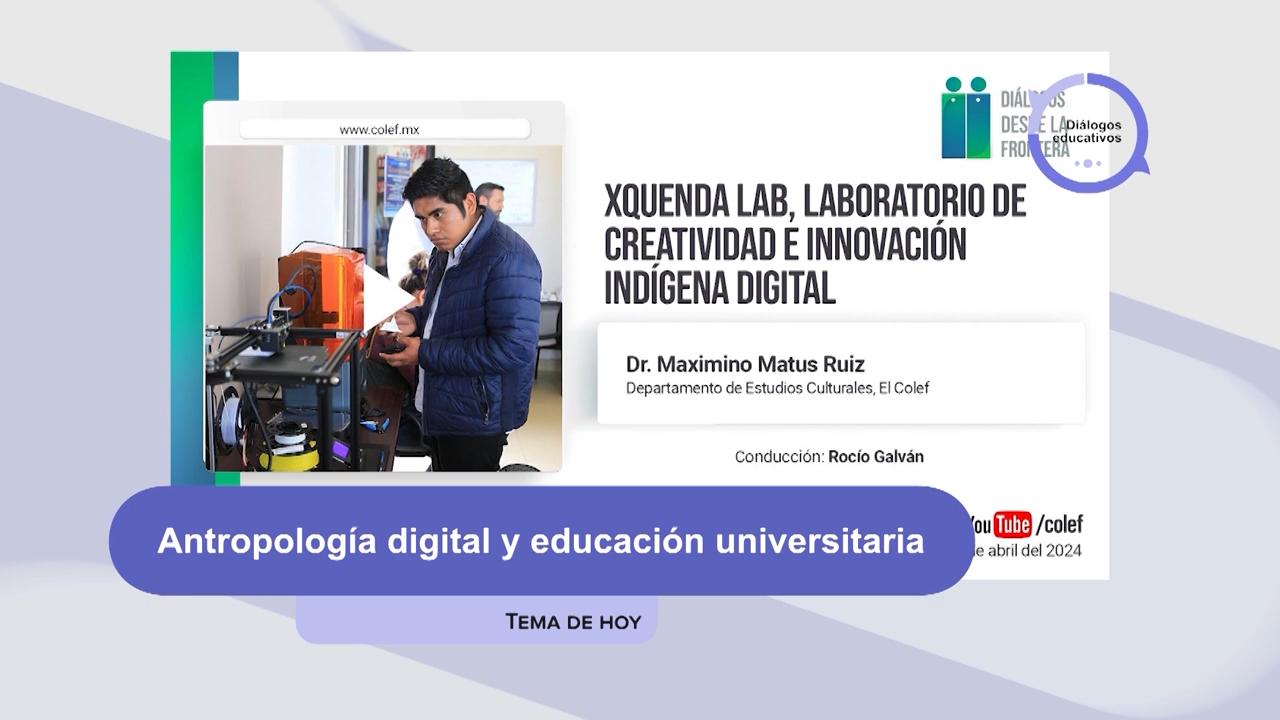 www.colef.mx
DIÁLOGOS
DESDE LA
FRONTERA
Diálogos
educativos
XQUENDA LAB, LABORATORIO DE
CREATIVIDAD E INNOVACIÓN
INDÍGENA DIGITAL
Dr. Maximino Matus Ruiz
Departamento de Estudios Culturales, El Colef
Conducción: Rocío Galván
YouTube/colef
de abril del 2024
Antropología digital y educación universitaria
TEMA DE HOY